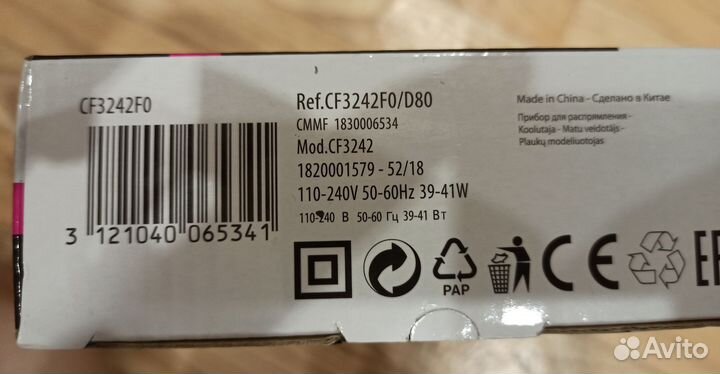 CF3242F0
3 121040 065341
Ref.CF3242F0/D80
CMMF 1830006534
Mod.CF3242
1820001579 - 52/18
110-240V 50-60Hz 39-41W
110-240 В 50-60 Гц 39-41 Вт
PAP
CE
Made in China - Сделано в Китае
Прибор для распрямления -
Koolutaja - Matu veidotājs -
Plaukų modeliuotojas
Avito